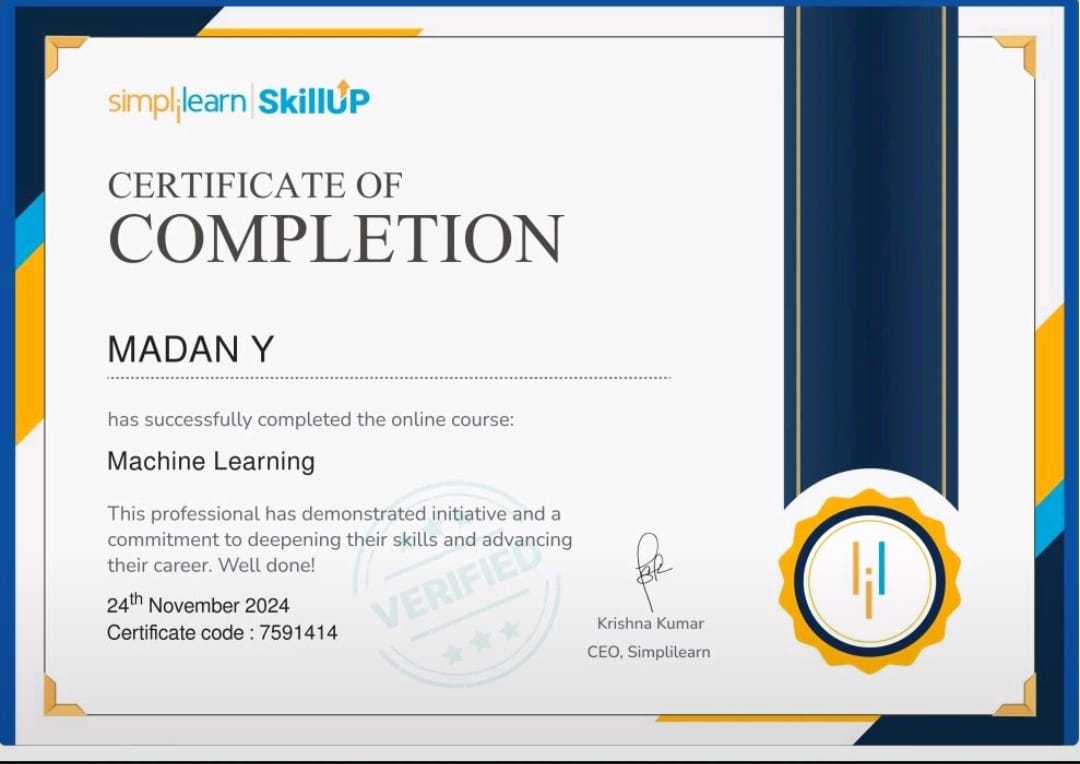 simplilearn | SkillUP
CERTIFICATE OF
COMPLETION
MADAN Y
has successfully completed the online course:
Machine Learning
This professional has demonstrated initiative and a
commitment to deepening their skills and advancing
their career. Well done!
24th November 2024
Certificate code : 7591414
VERIFIED
Krishna Kumar
CEO, Simplilearn